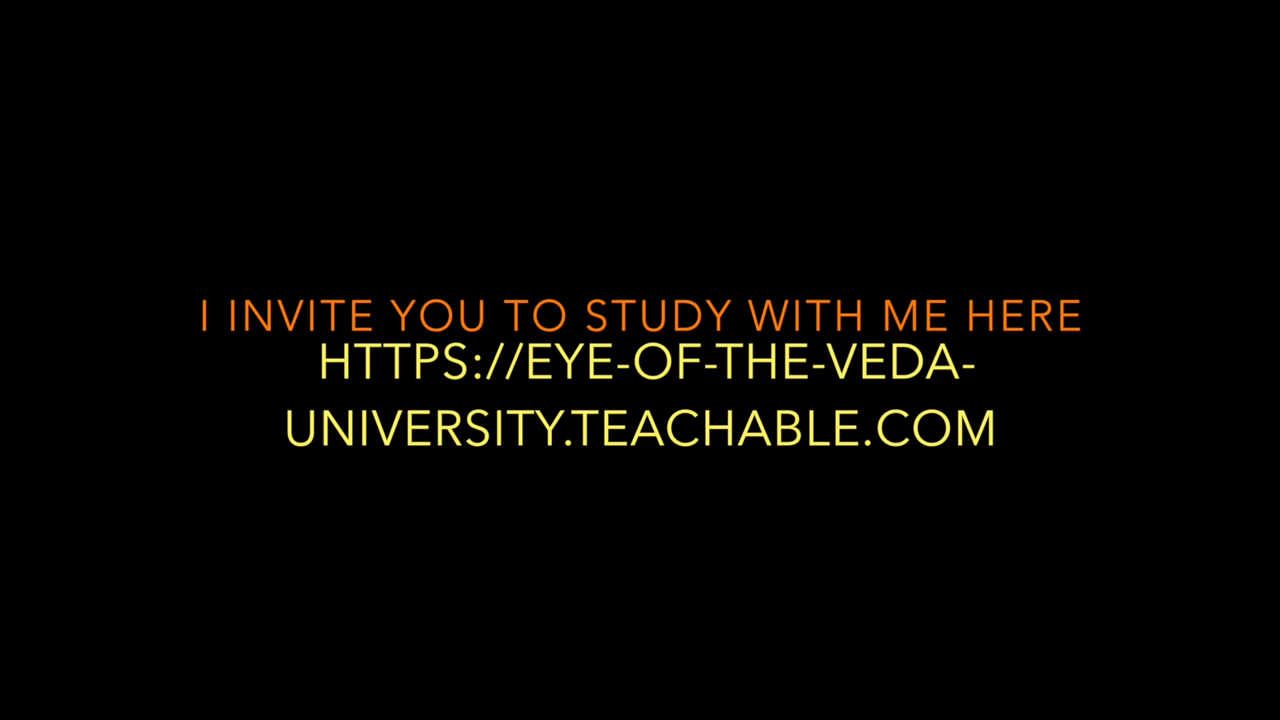 I INVITE YOU TO STUDY WITH ME HERE
HTTPS://EYE-OF-THE-VEDA-
UNIVERSITY.TEACHABLE.COM